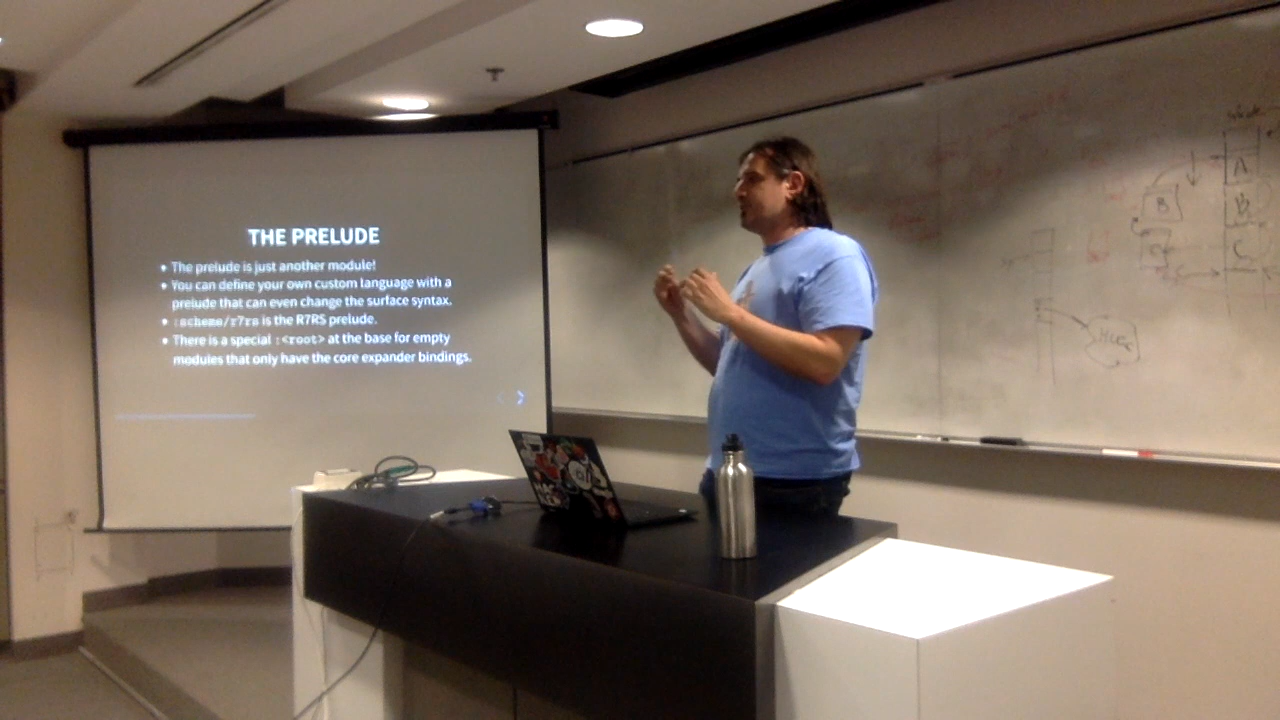 THE PRELUDE
• The prelude is just another module!
• You can define your own custom language with a
prelude that can even change the surface syntax.
• :scheme/r7rs is the R7RS prelude.
• There is a special :<root> at the base for empty
modules that only have the core expander bindings.
A
B
B
C